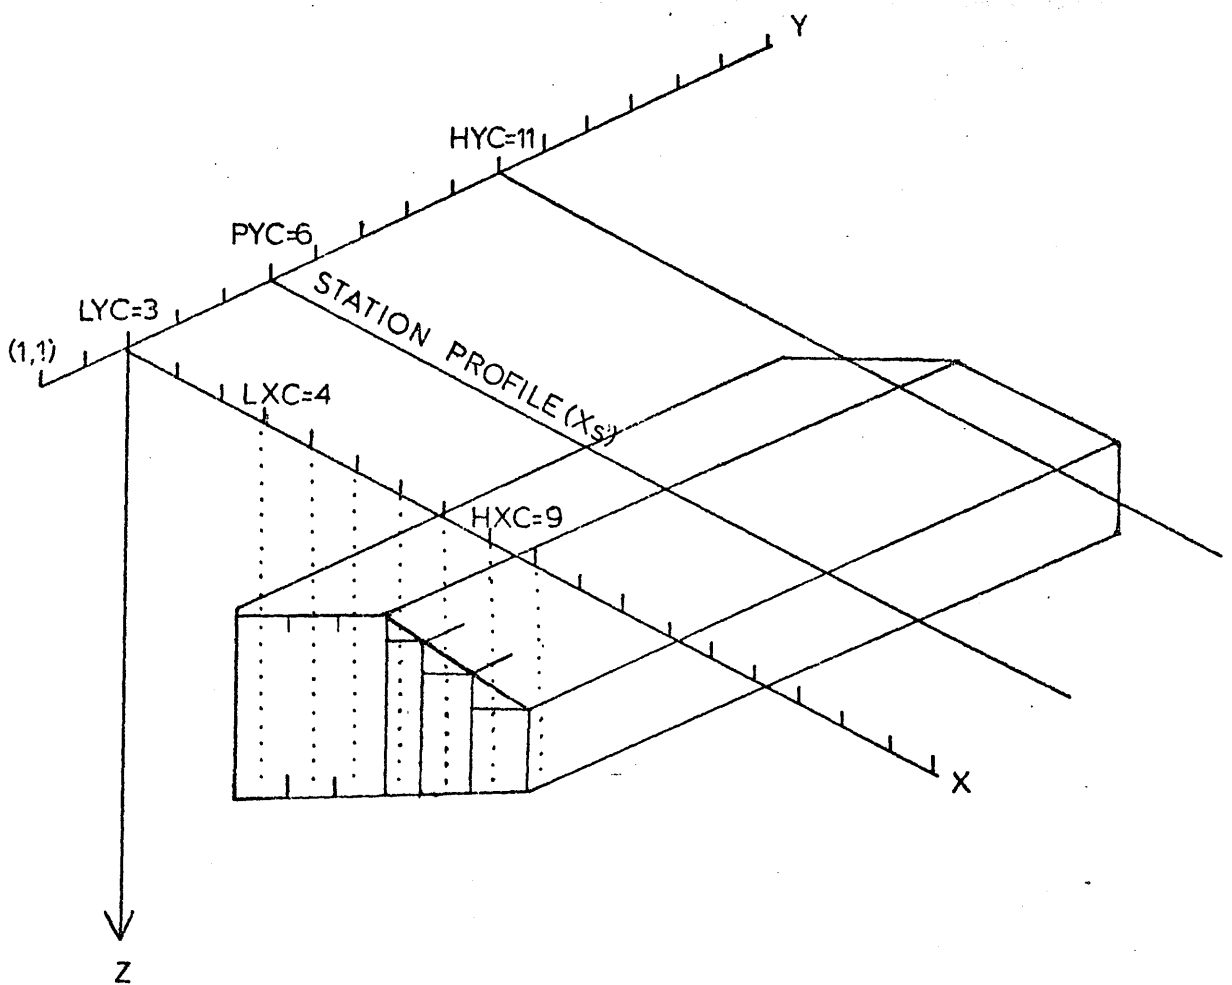 Y
HYC=11
PYC=6
LYC=3
(1,1)
STATION PROFILE (Xs)
LXC=4
HXC=9
X
Z